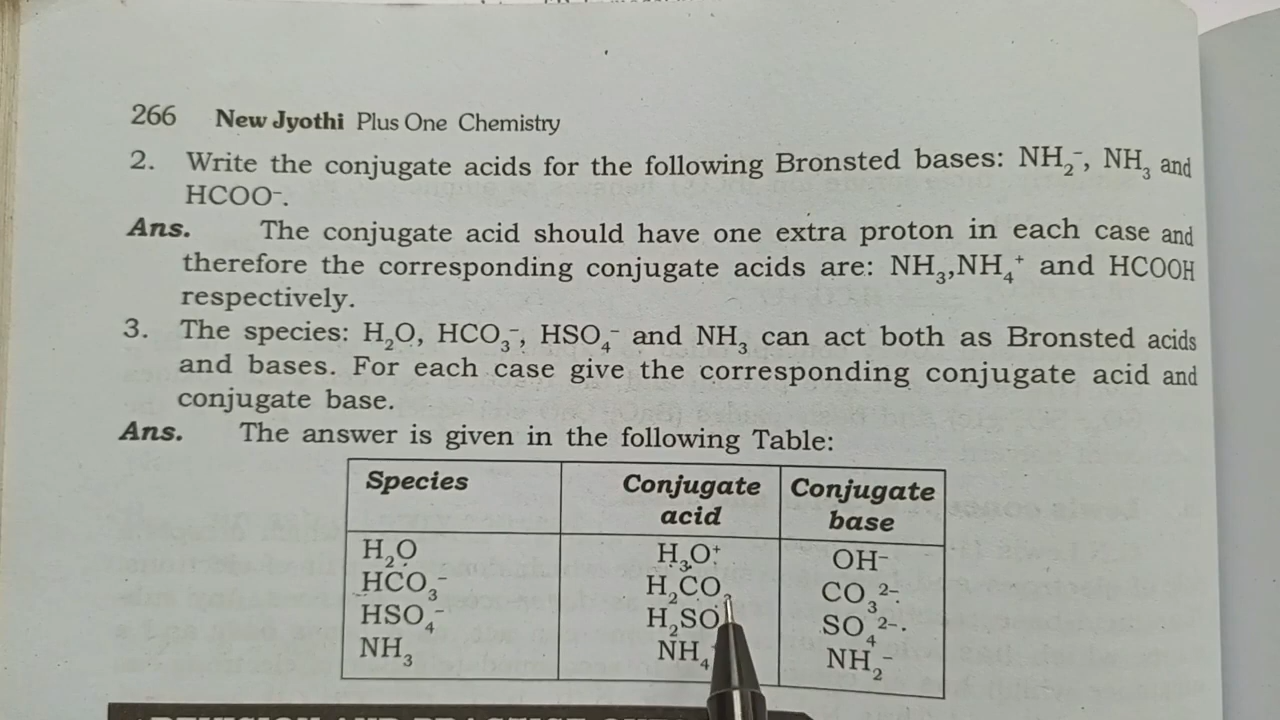 266 New Jyothi Plus One Chemistry
2. Write the conjugate acids for the following Bronsted bases: NH₂⁻, NH₃ and
HCOO⁻.
Ans. The conjugate acid should have one extra proton in each case and
therefore the corresponding conjugate acids are: NH₃,NH₄⁺ and HCOOH
respectively.
3. The species: H₂O, HCO₃⁻, HSO₄⁻ and NH₃ can act both as Bronsted acids
and bases. For each case give the corresponding conjugate acid and
conjugate base.
Ans. The answer is given in the following Table:
Species Conjugate acid Conjugate base
H₂O H₃O⁺ OH⁻
HCO₃⁻ H₂CO CO₃²⁻
HSO₄⁻ H₂SO SO₄²⁻.
NH₃ NH₄ NH₂⁻